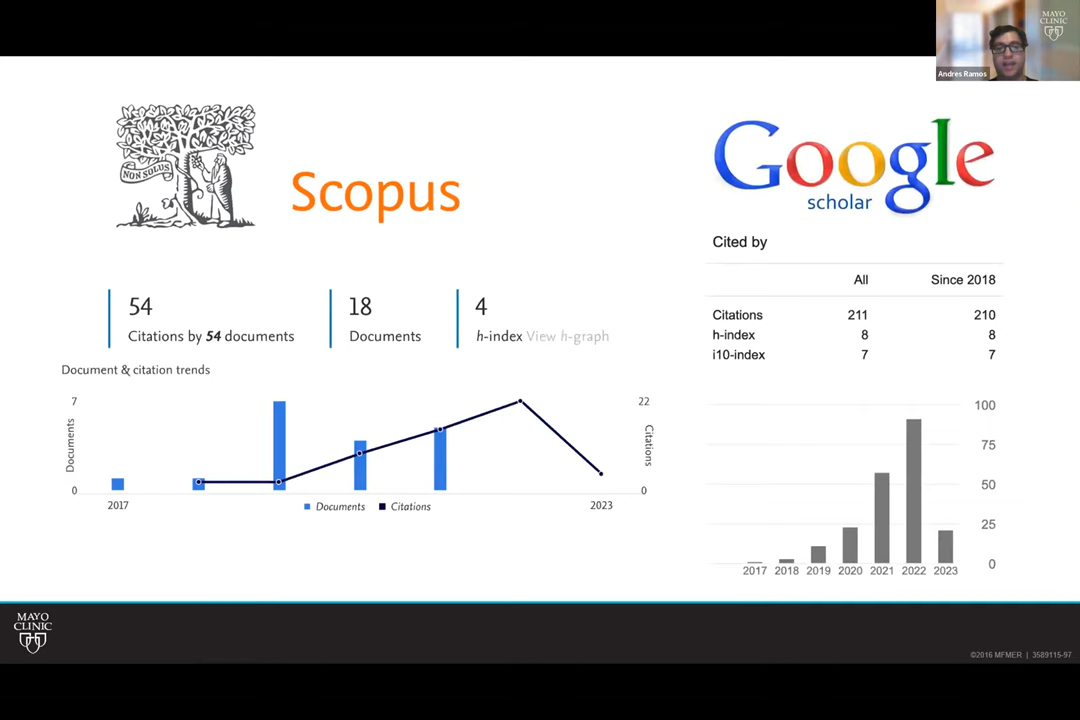 MAYO
CLINIC
Andres Ramos
NON SOLUS
Scopus
54
Citations by 54 documents
18
Documents
4
h-index View h-graph
Document & citation trends
7
Documents
0
22
Citations
0
2017
2023
Documents
Citations
Google
scholar
Cited by
All
Since 2018
Citations
211
210
h-index
8
8
i10-index
7
7
100
75
50
25
0
2017
2018
2019
2020
2021
2022
2023
MAYO
CLINIC
©2016 MFMER | 3589115-97